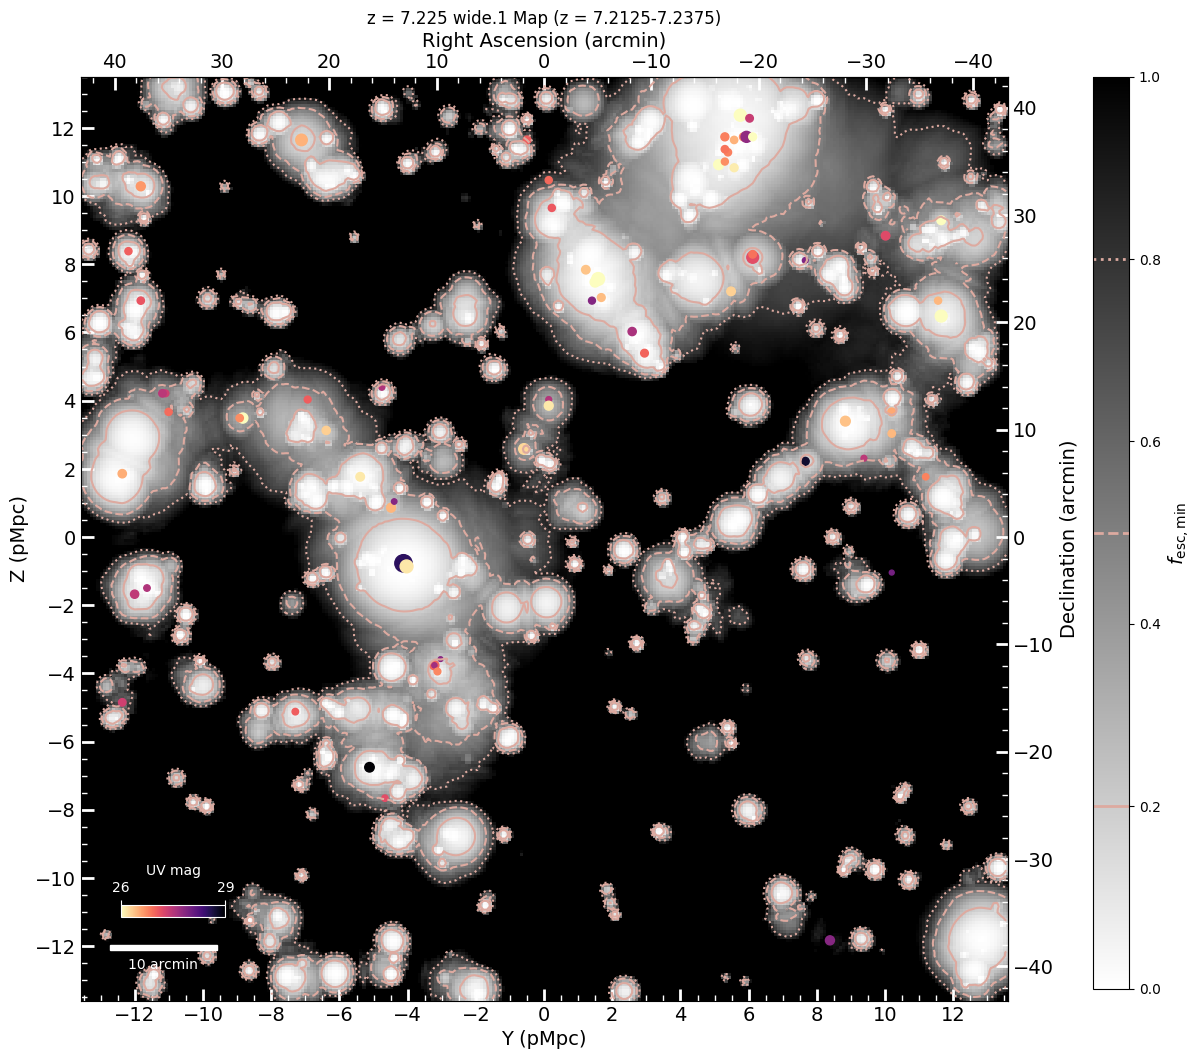 z = 7.225 wide.1 Map (z = 7.2125-7.2375)
Right Ascension (arcmin)
40 30 20 10 0 −10 −20 −30 −40
12
10
8
6
4
2
0
−2
−4
−6
−8
−10
−12
Z (pMpc)
UV mag
26 29
10 arcmin
−12 −10 −8 −6 −4 −2 0 2 4 6 8 10 12
Y (pMpc)
40
30
20
10
0
−10
−20
−30
−40
Declination (arcmin)
1.0
0.8
0.6
0.4
0.2
0.0
fesc,min